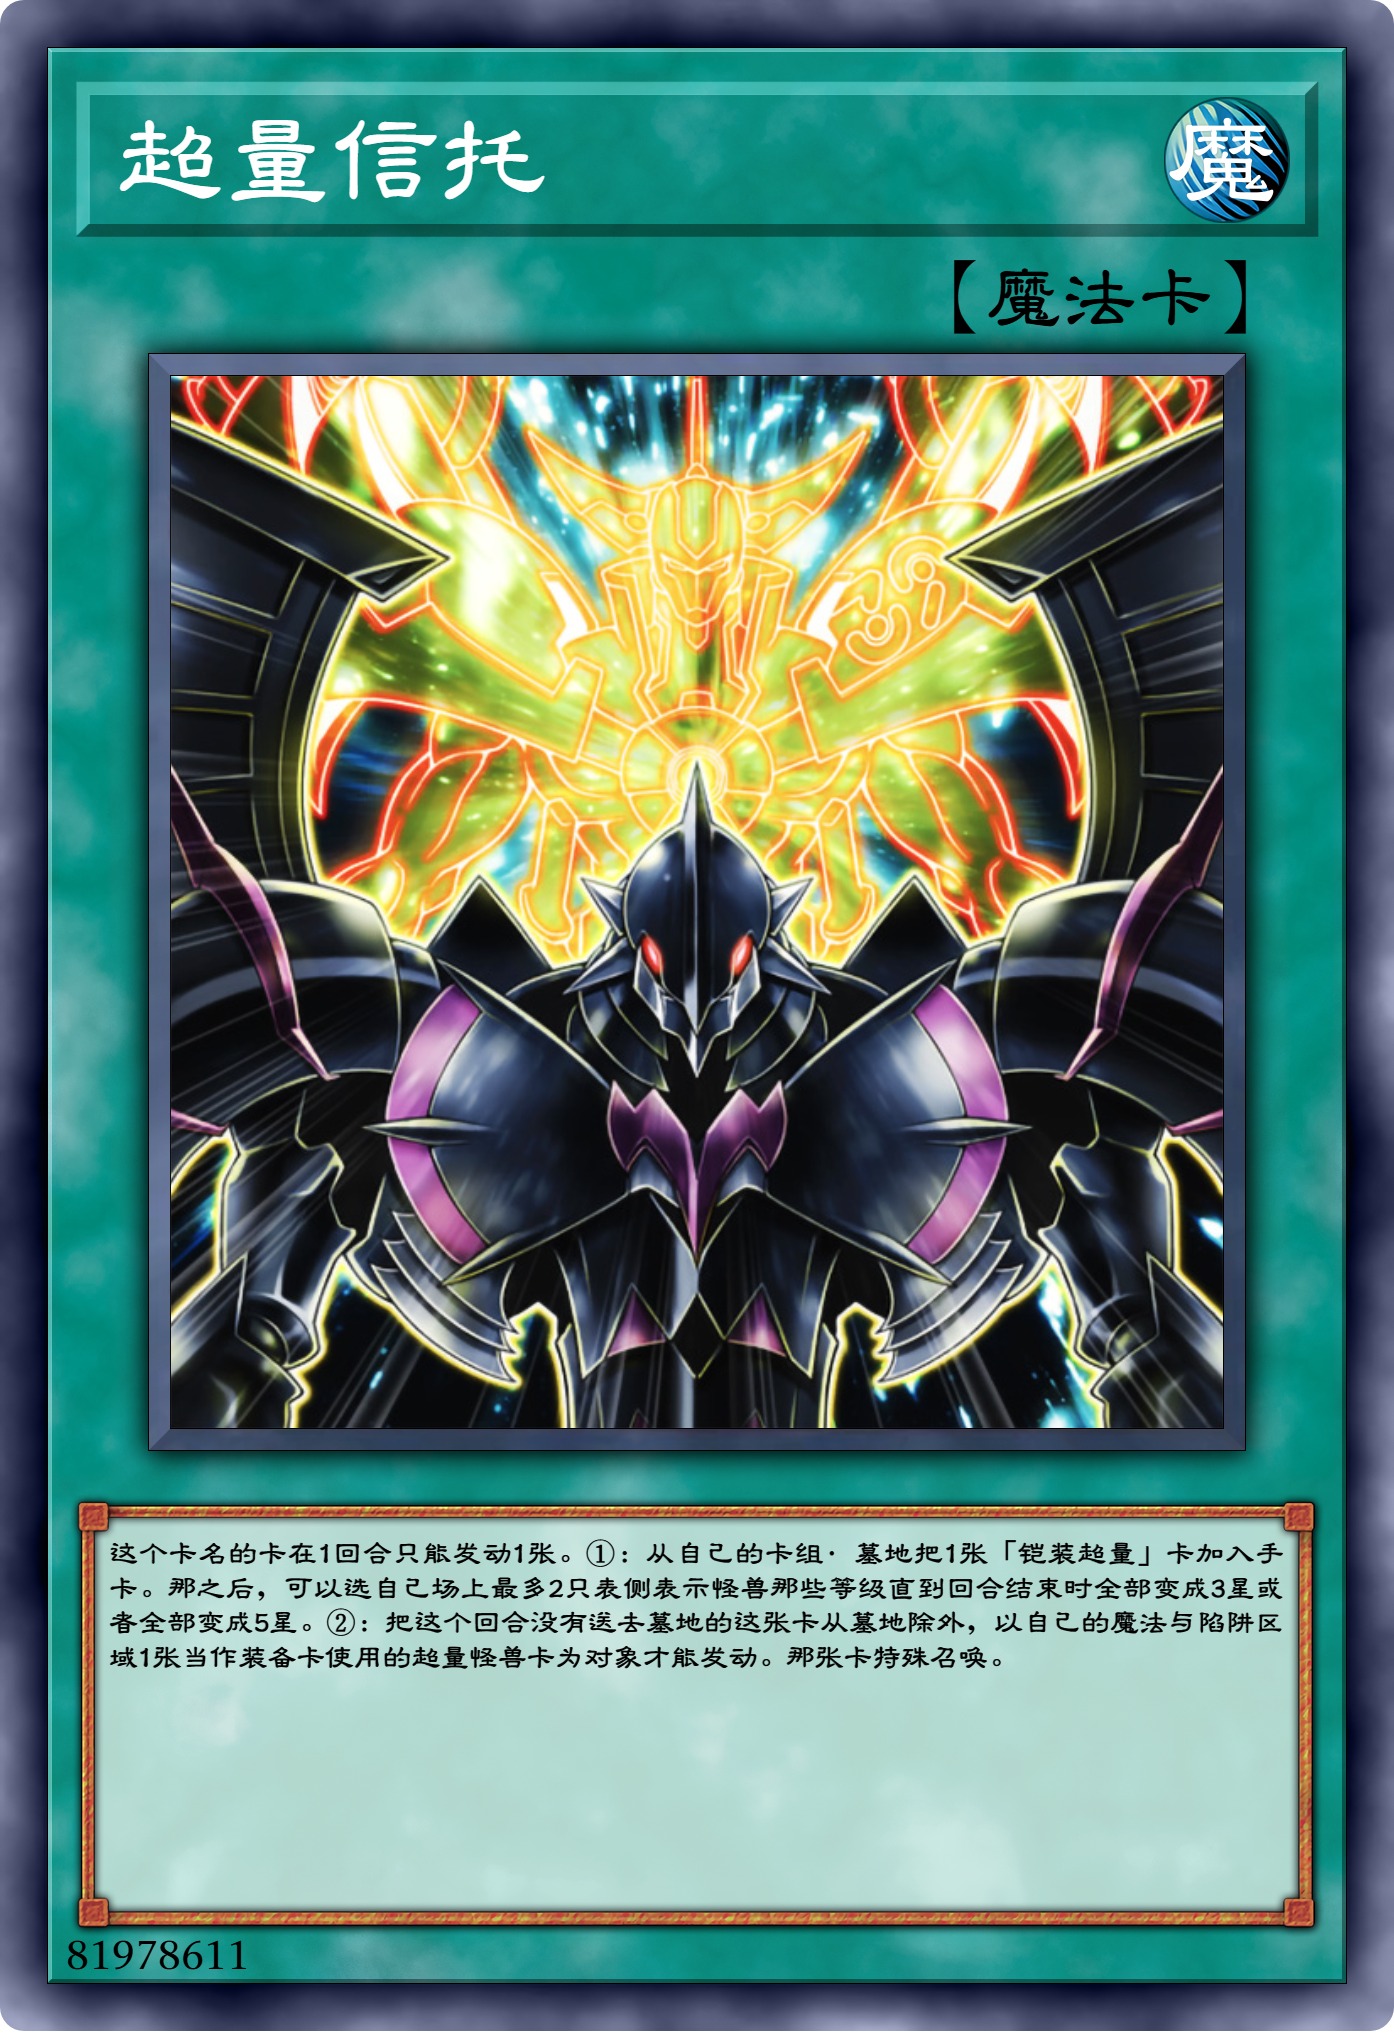 超量信托
魔
【魔法卡】
这个卡名的卡在1回合只能发动1张。①：从自己的卡组·墓地把1张「铠装超量」卡加入手
卡。那之后，可以选自己场上最多2只表侧表示怪兽那些等级直到回合结束时全部变成3星或
者全部变成5星。②：把这个回合没有送去墓地的这张卡从墓地除外，以自己的魔法与陷阱区
域1张当作装备卡使用的超量怪兽卡为对象才能发动。那张卡特殊召唤。
81978611